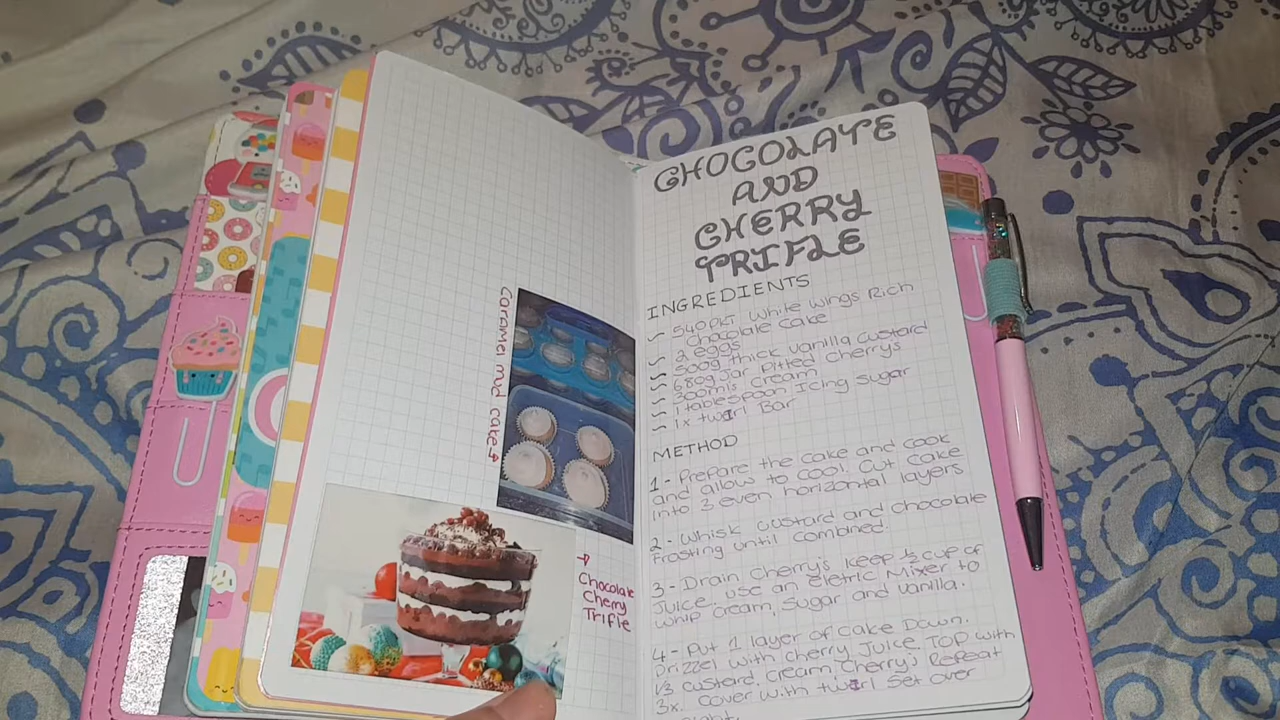 Caramel mud cakes
Chocolate
Cherry
Trifle
CHOCOLATE
AND
CHERRY
TRIFLE
INGREDIENTS
~ 540pkt White Wings Rich
Chocolate Cake
~ 2 eggs
~ 500g thick vanilla custard
~ 680g Jar Pitted Cherrys
~ 300mls Cream
~ 1 tablespoon Icing Sugar
~ 1x twirl Bar
METHOD
1- Prepare the cake and cook
and allow to cool. Cut cake
into 3 even horizontal layers
2- Whisk custard and chocolate
Frosting until combined.
3- Drain Cherry's keep ½ cup of
Juice, use an eletric Mixer to
whip cream, sugar and vanilla.
4- Put 1 layer of cake Down.
Drizzel with cherry Juice TOP with
1/3 custard, cream, Cherry's Repeat
3x. Cover with twirl Set over